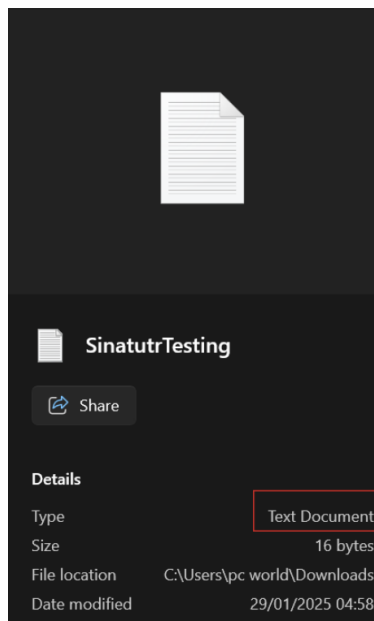 SinatutrTesting
Share
Details
Type Text Document
Size 16 bytes
File location C:\Users\pc world\Downloads
Date modified 29/01/2025 04:58